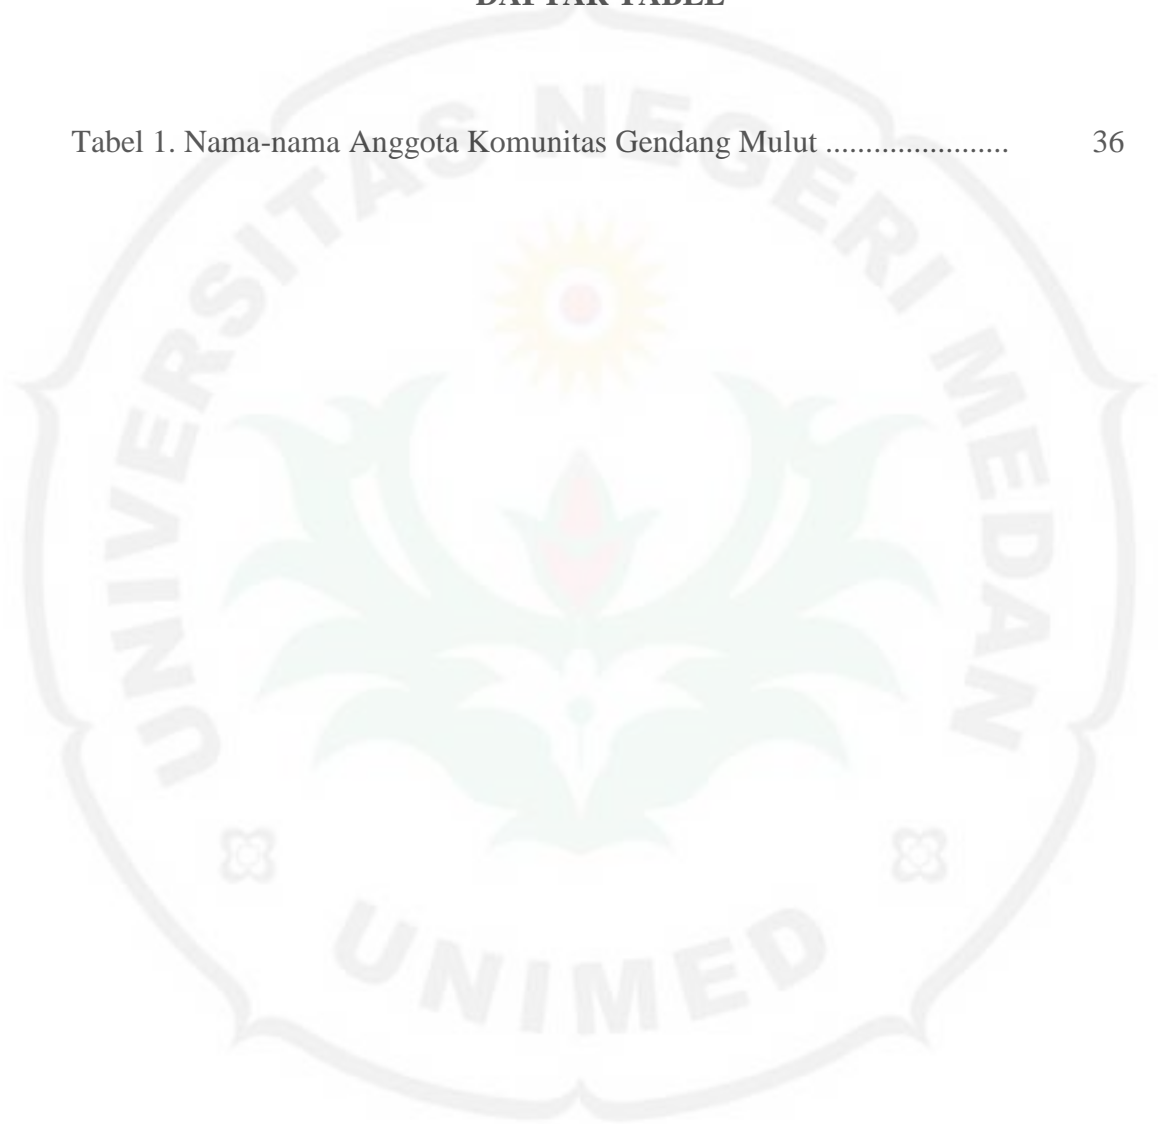 DAFTAR TABEL
Tabel 1. Nama-nama Anggota Komunitas Gendang Mulut ....................... 36
UNIVERSITAS NEGERI MEDAN
UNIMED